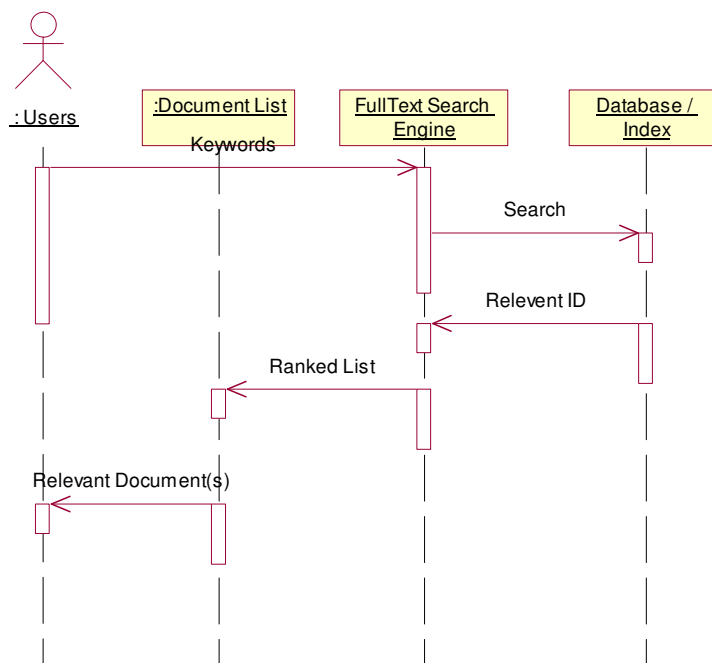 : Users
:Document List
FullText Search
Engine
Database /
Index
Keywords
Search
Relevent ID
Ranked List
Relevant Document(s)